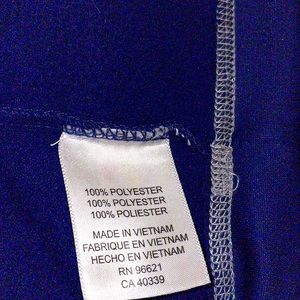 100% POLYESTER
100% POLYESTER
100% POLIESTER
MADE IN VIETNAM
FABRIQUE EN VIETNAM
HECHO EN VIETNAM
RN 96621
CA 40339